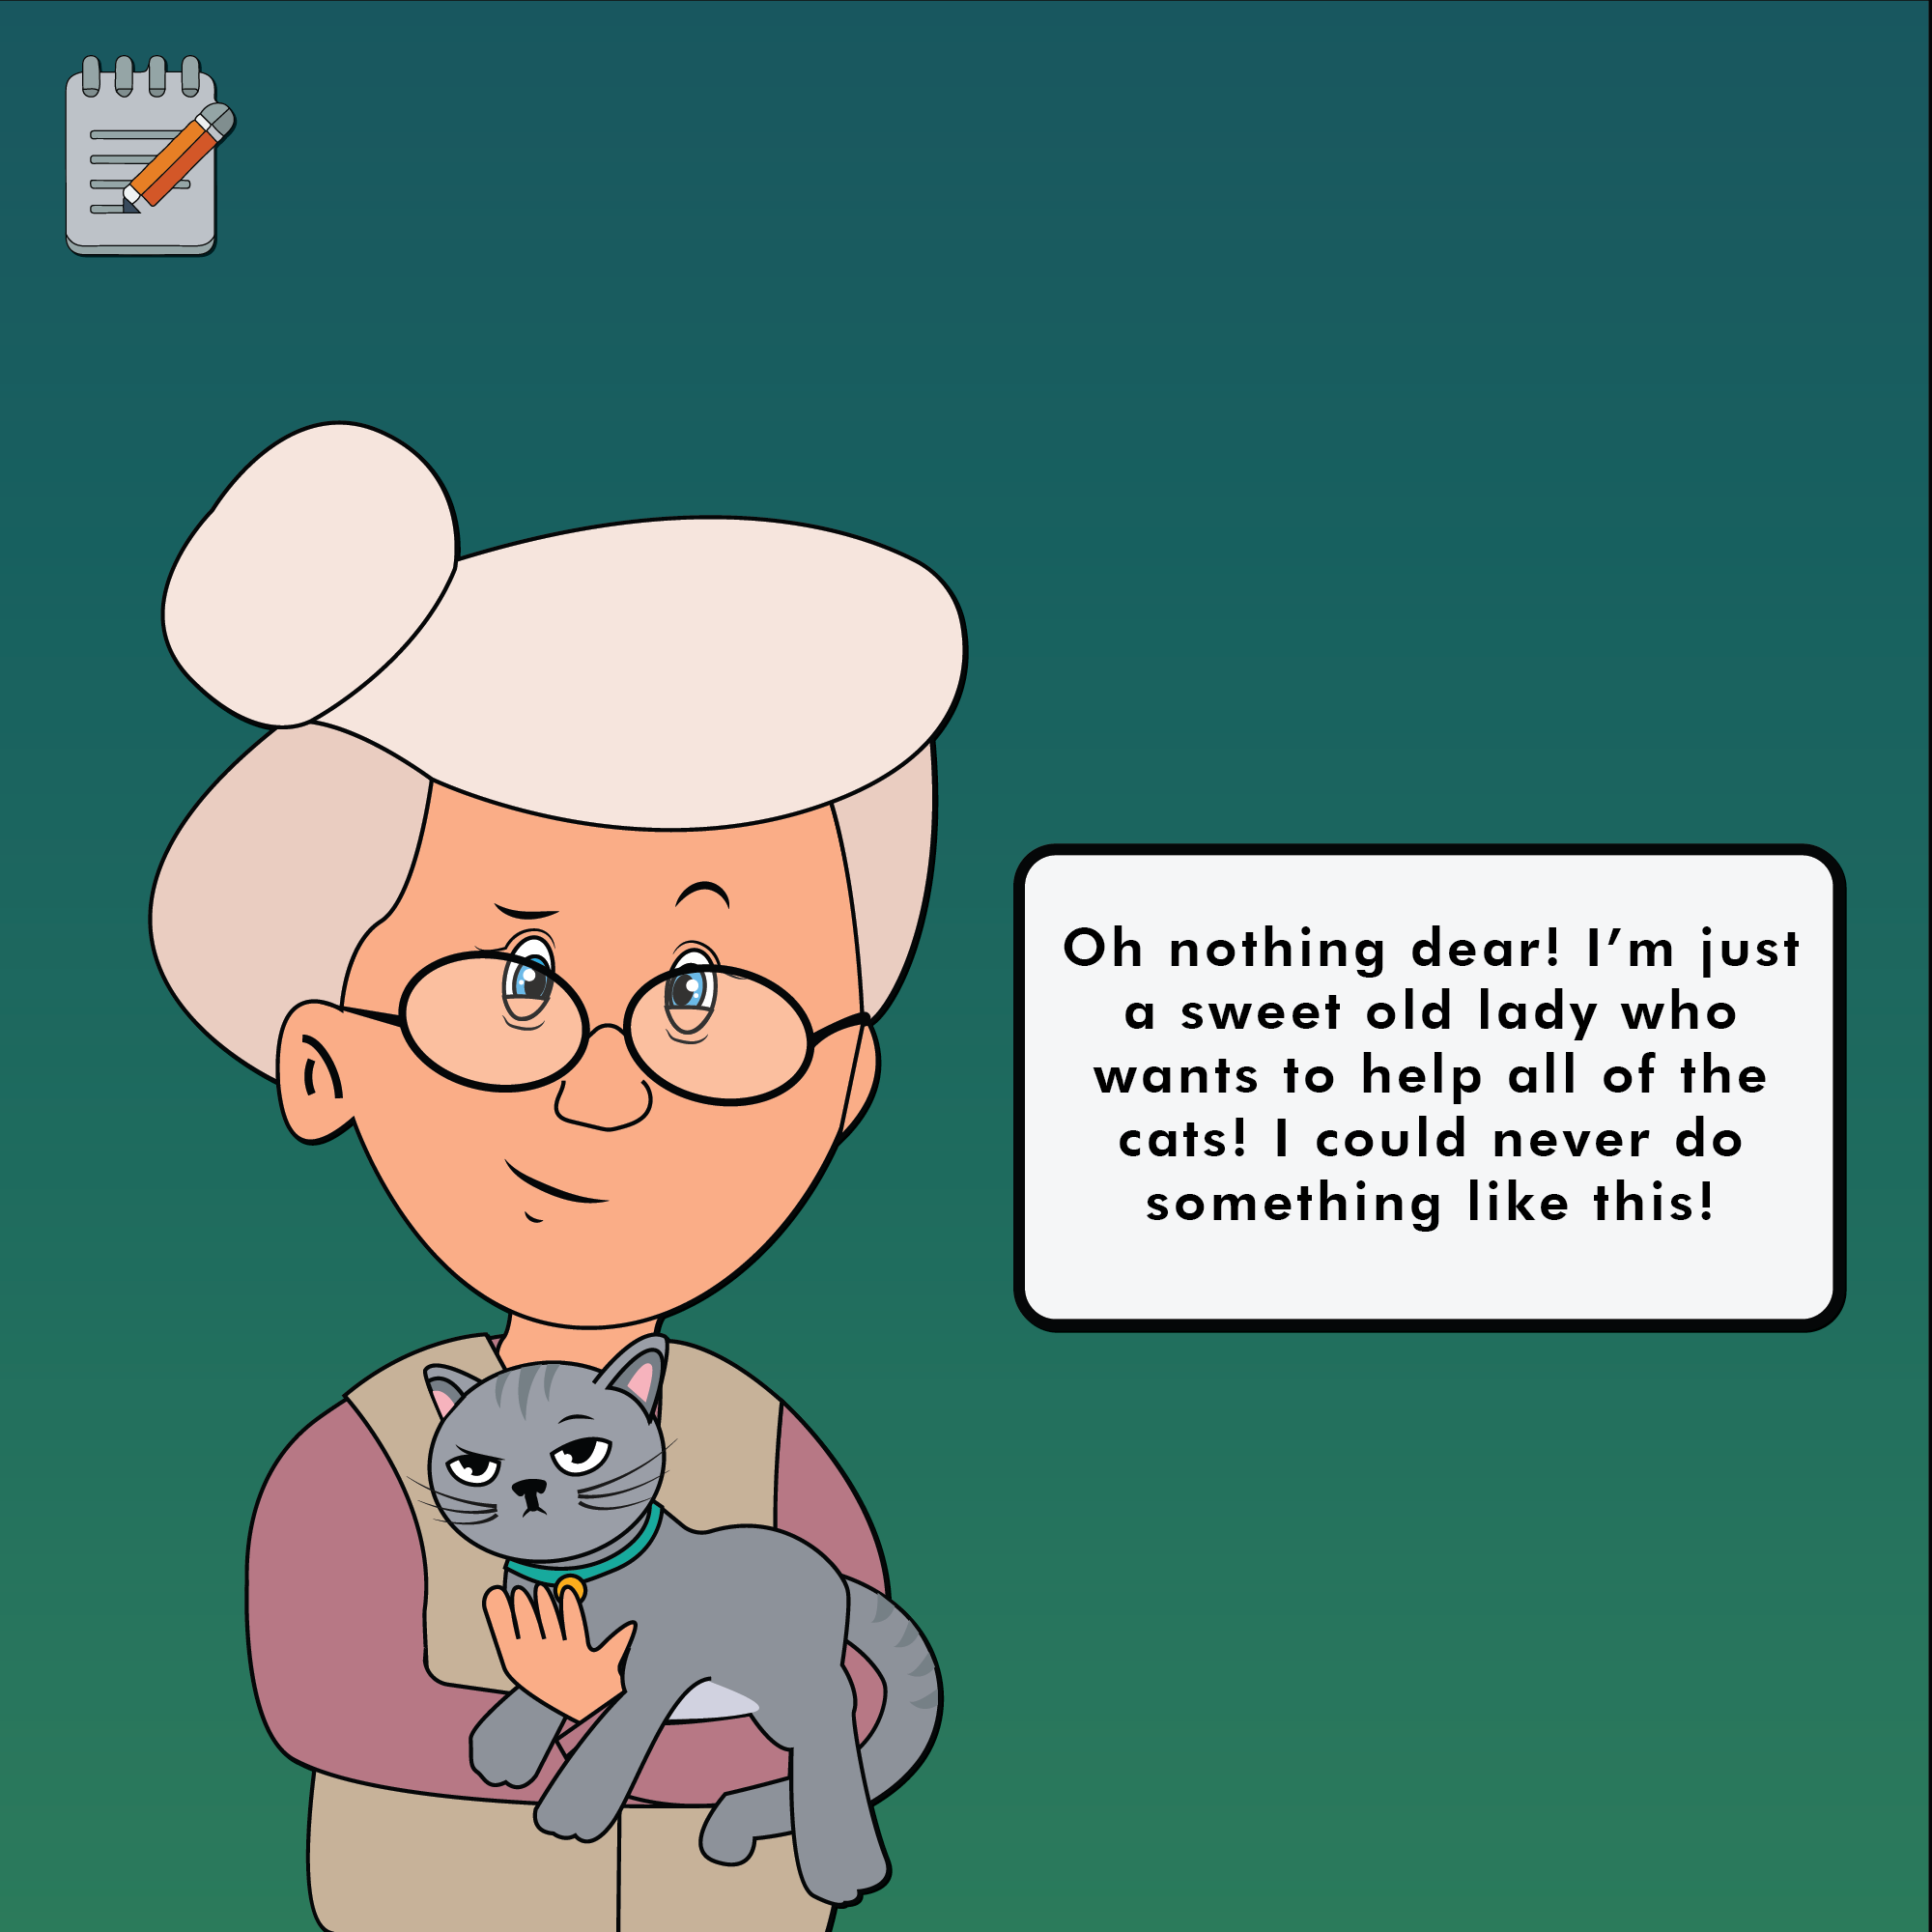 Oh nothing dear! I’m just
a sweet old lady who
wants to help all of the
cats! I could never do
something like this!